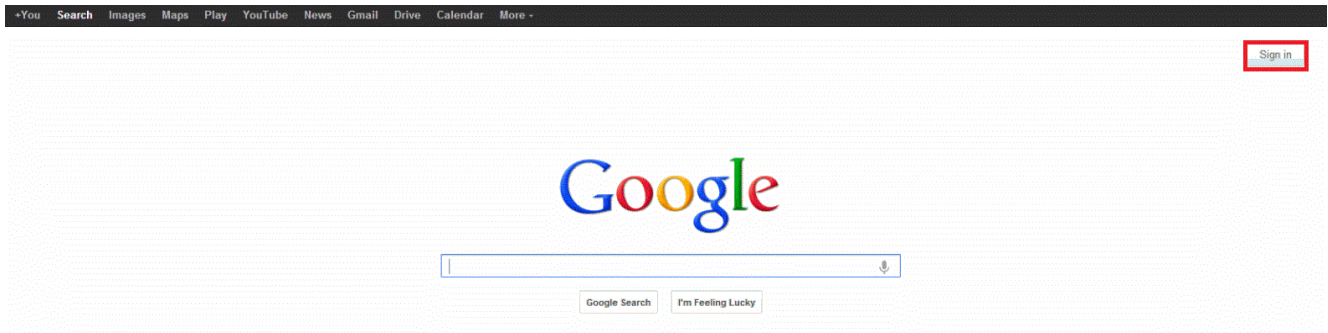 +You Search Images Maps Play YouTube News Gmail Drive Calendar More
Sign in
Google
Google Search I'm Feeling Lucky